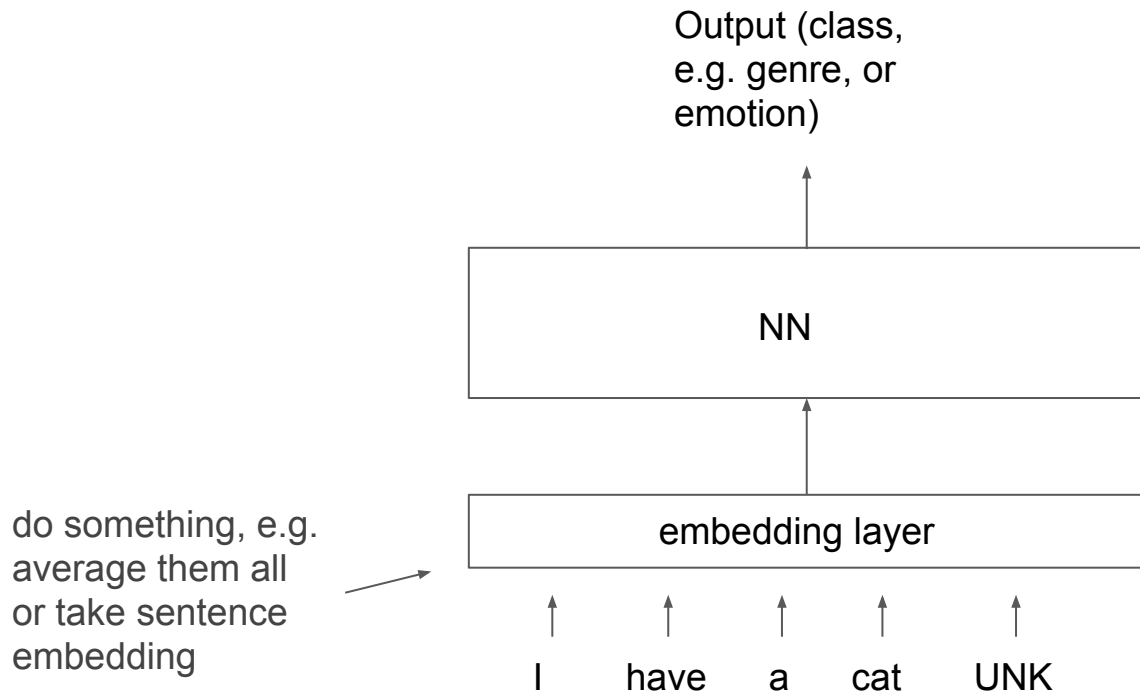 Output (class,
e.g. genre, or
emotion)
NN
embedding layer
do something, e.g.
average them all
or take sentence
embedding
I have a cat UNK